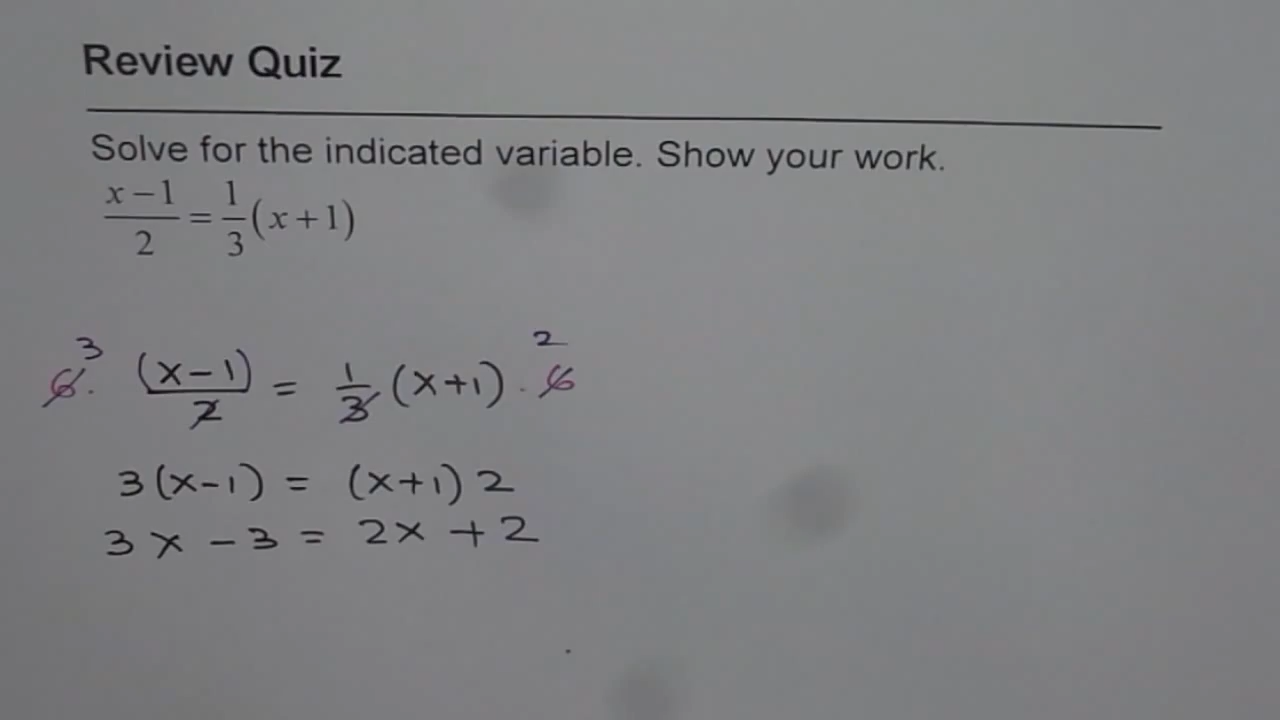 Review Quiz
Solve for the indicated variable. Show your work.
x−1/2 = 1/3(x+1)
6̸³· (x−1)/2̸ = 1/3̸ (x+1) · 6̸²
3(x−1) = (x+1)2
3x − 3 = 2x + 2